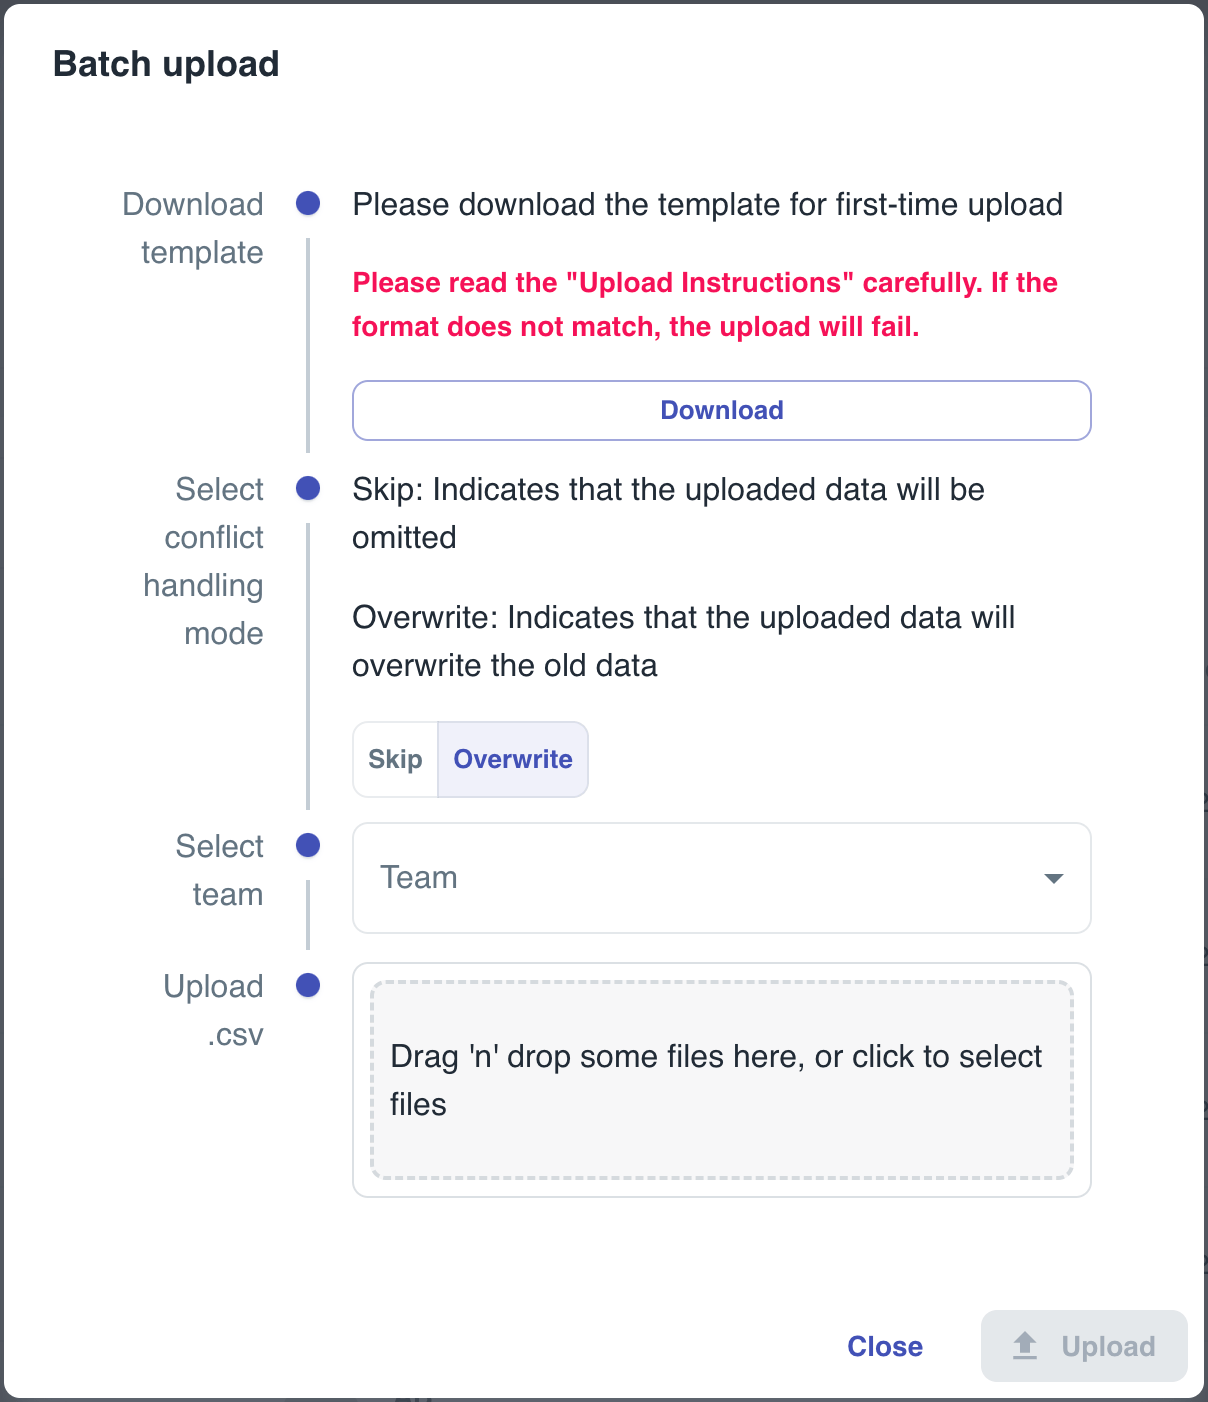 Batch upload
Download
template
Please download the template for first-time upload
Please read the "Upload Instructions" carefully. If the
format does not match, the upload will fail.
Download
Select
conflict
handling
mode
Skip: Indicates that the uploaded data will be
omitted
Overwrite: Indicates that the uploaded data will
overwrite the old data
Skip
Overwrite
Select
team
Team
Upload
.csv
Drag 'n' drop some files here, or click to select
files
Close
Upload